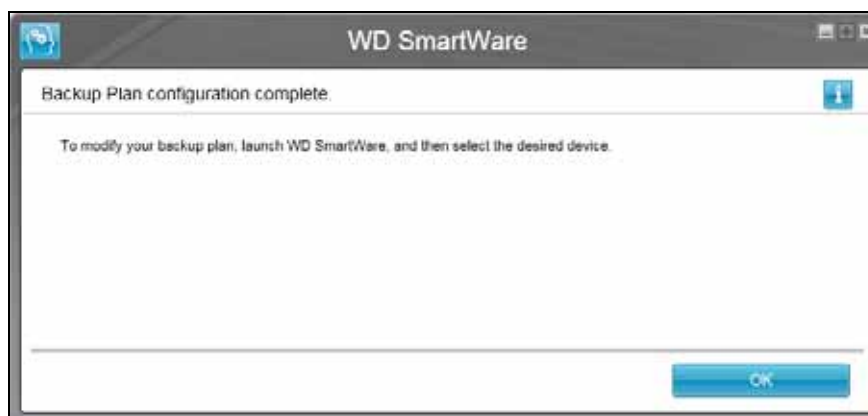 WD SmartWare
Backup Plan configuration complete.
To modify your backup plan, launch WD SmartWare, and then select the desired device.
OK